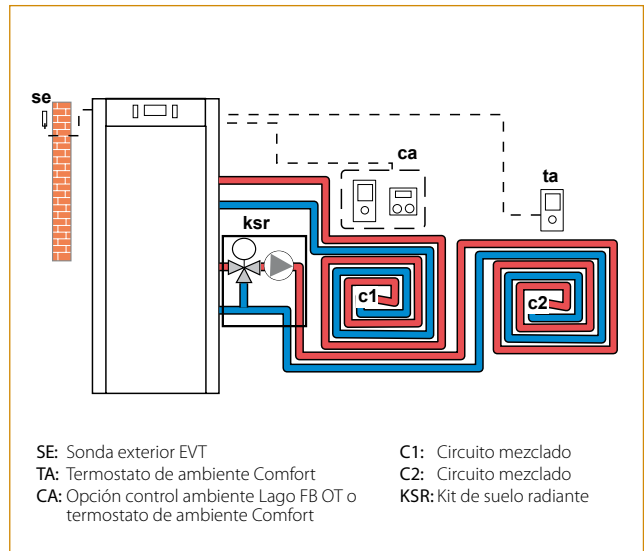 se
ca
ta
ksr
c1
c2
SE: Sonda exterior EVT
TA: Termostato de ambiente Comfort
CA: Opción control ambiente Lago FB OT o
termostato de ambiente Comfort
C1: Circuito mezclado
C2: Circuito mezclado
KSR: Kit de suelo radiante